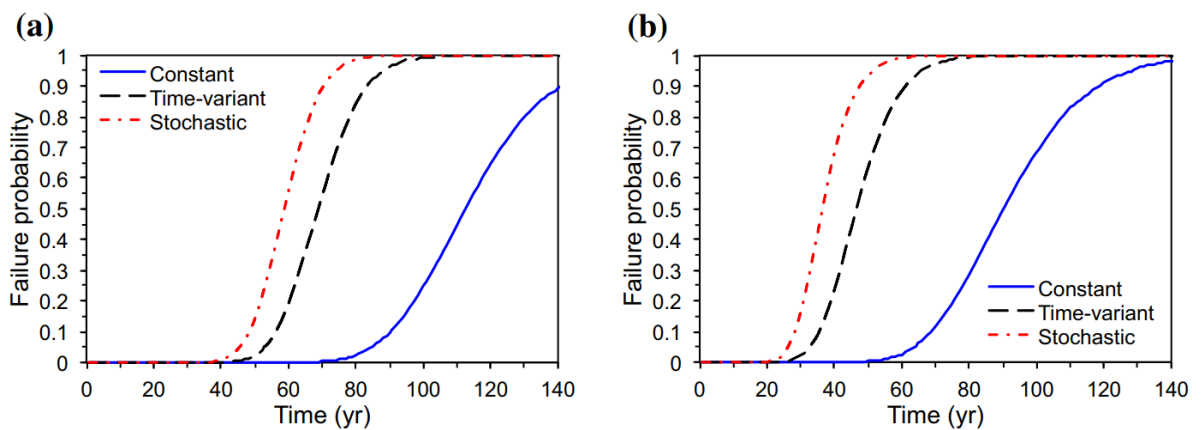 (a)
1
0.9
0.8
0.7
0.6
0.5
0.4
0.3
0.2
0.1
0
Failure probability
Constant
Time-variant
Stochastic
0 20 40 60 80 100 120 140
Time (yr)
(b)
1
0.9
0.8
0.7
0.6
0.5
0.4
0.3
0.2
0.1
0
Failure probability
Constant
Time-variant
Stochastic
0 20 40 60 80 100 120 140
Time (yr)